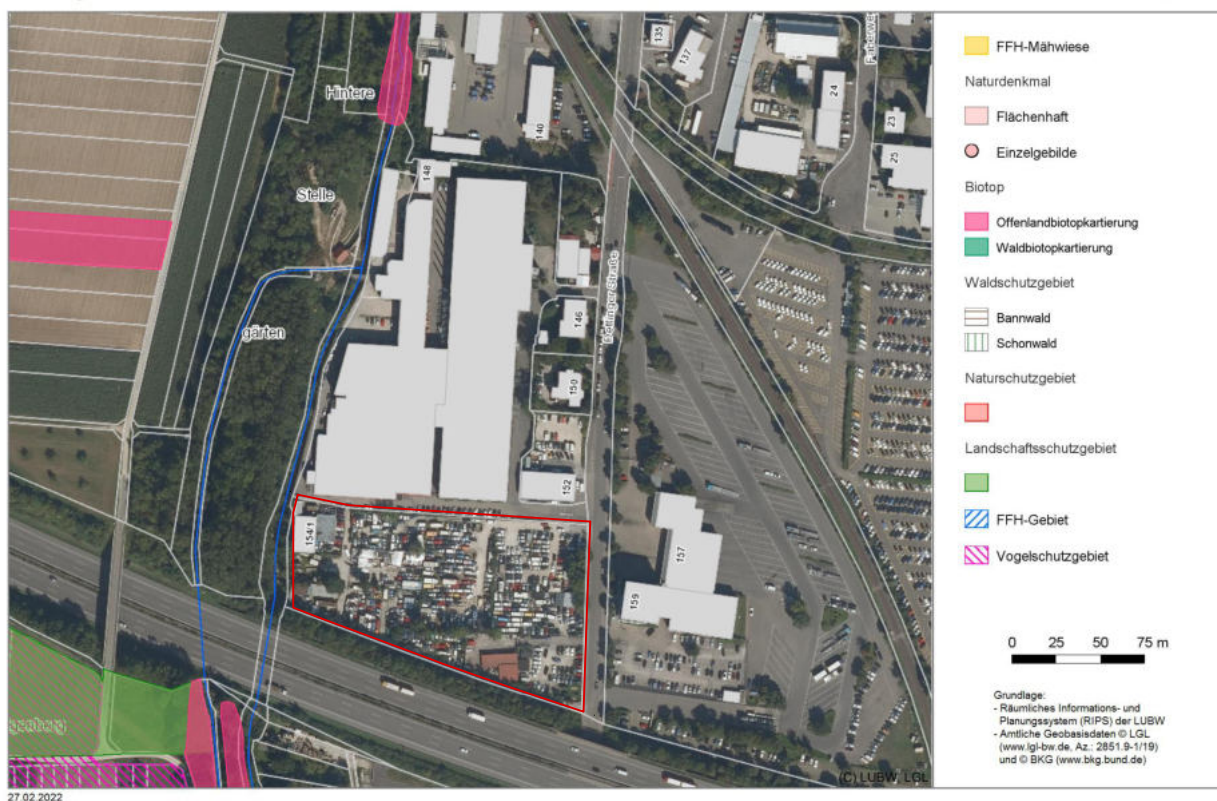 Hintere
Stelle
gärten
Dettinger Straße
135
137
24
23
25
140
148
146
150
152
154/1
157
159
(C) LUBW, LGL
FFH-Mähwiese
Naturdenkmal
Flächenhaft
Einzelgebilde
Biotop
Offenlandbiotopkartierung
Waldbiotopkartierung
Waldschutzgebiet
Bannwald
Schonwald
Naturschutzgebiet
Landschaftsschutzgebiet
FFH-Gebiet
Vogelschutzgebiet
0 25 50 75 m
Grundlage:
- Räumliches Informations- und
Planungssystem (RIPS) der LUBW
- Amtliche Geobasisdaten © LGL
(www.lgl-bw.de, Az.: 2851.9-1/19)
und © BKG (www.bkg.bund.de)
27.02.2022